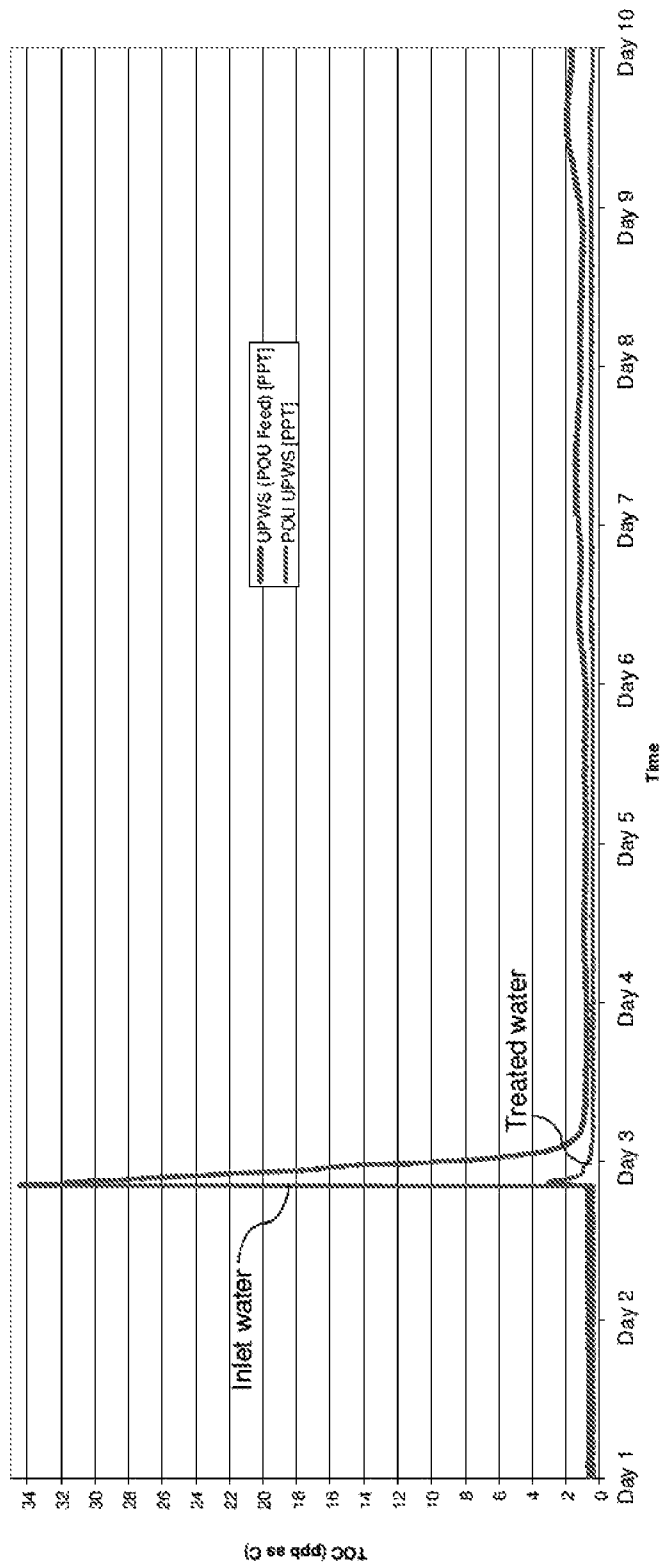 TOC (ppb as C)
34
32
30
28
26
24
22
20
18
16
14
12
10
8
6
4
2
0
Inlet water
Treated water
UPWS (POU Feed) [PPT]
POU UPWS [PPT]
Day 1
Day 2
Day 3
Day 4
Day 5
Day 6
Day 7
Day 8
Day 9
Day 10
Time